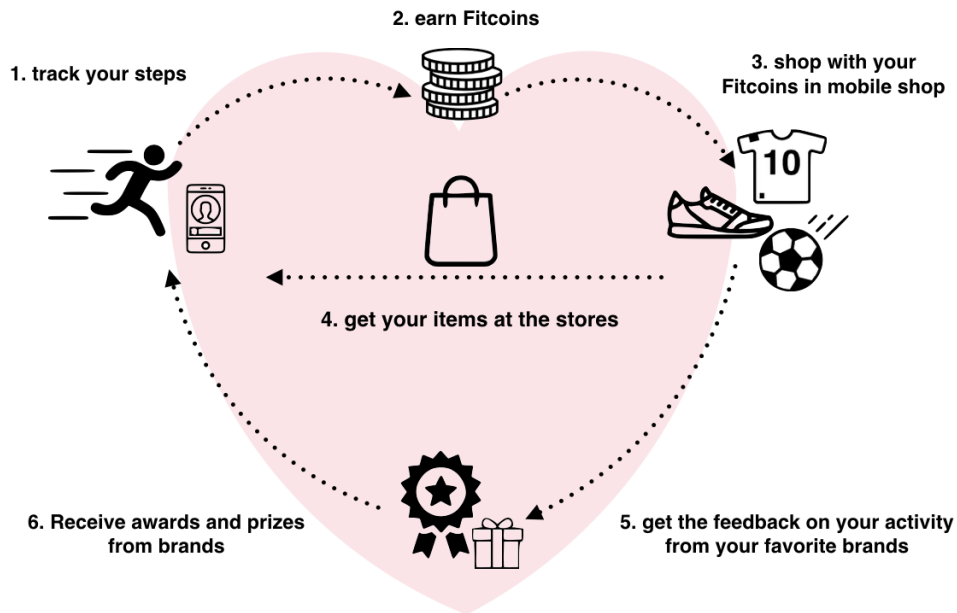 2. earn Fitcoins
1. track your steps
3. shop with your
Fitcoins in mobile shop
10
4. get your items at the stores
6. Receive awards and prizes
from brands
5. get the feedback on your activity
from your favorite brands